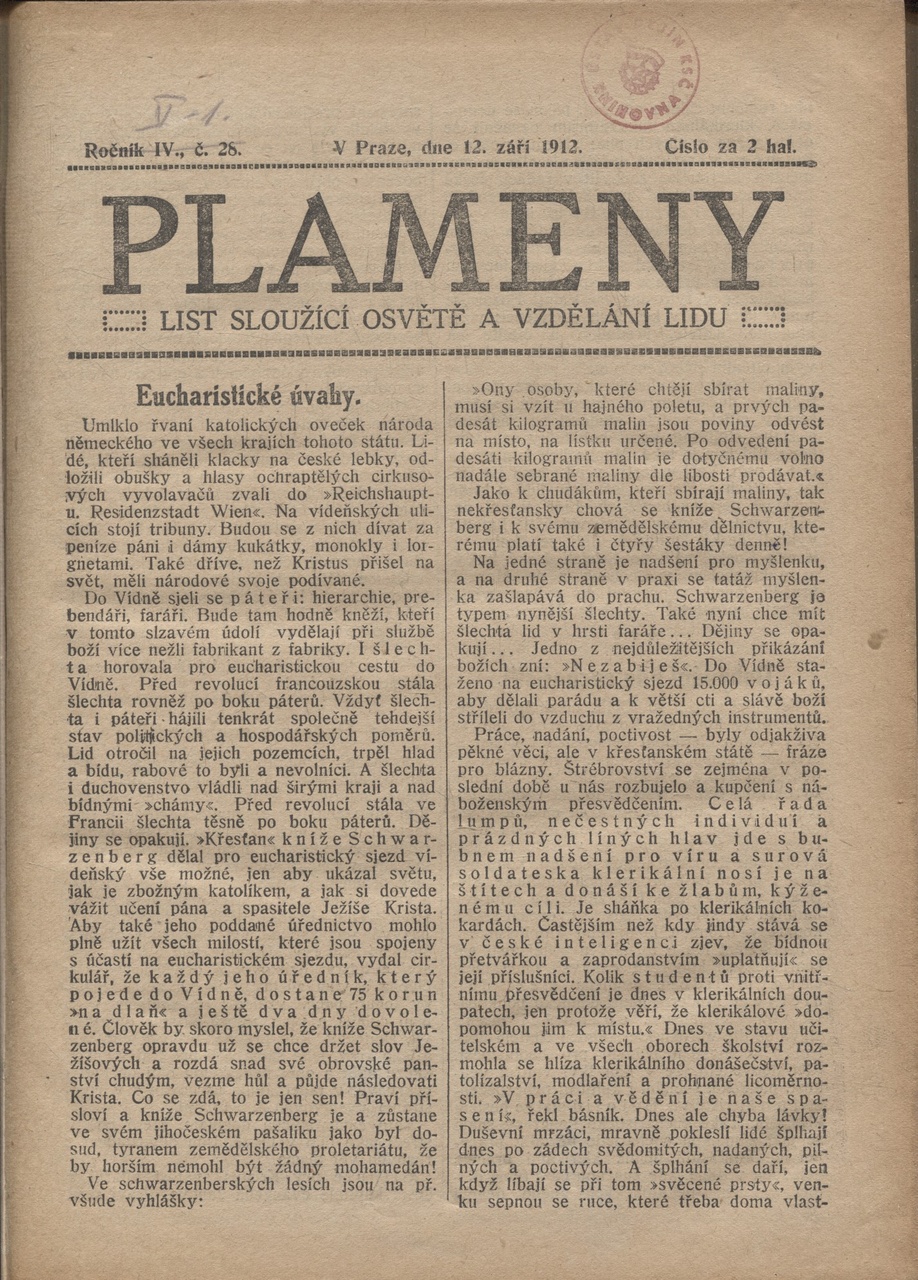 V-1.
KNIHOVNA
KSČ
Ročník IV., č. 28.
V Praze, dne 12. září 1912.
Číslo za 2 hal.
PLAMENY
LIST SLOUŽÍCÍ OSVĚTĚ A VZDĚLÁNÍ LIDU
Eucharistické úvahy.
Umlklo řvaní katolických oveček národa
německého ve všech krajích tohoto státu. Li-
dé, kteří sháněli klacky na české lebky, od-
ložili obušky a hlasy ochraptělých cirkuso-
vých vyvolavačů zvali do »Reichshaupt-
u. Residenzstadt Wien«. Na vídeňských uli-
cích stojí tribuny. Budou se z nich dívat za
peníze páni i dámy kukátky, monokly i lor-
gnetami. Také dříve, než Kristus přišel na
svět, měli národové svoje podívané.
Do Vídně sjeli se páteři: hierarchie, pre-
bendáři, faráři. Bude tam hodně kněží, kteří
v tomto slzavém údolí vydělají při službě
boží více nežli fabrikant z fabriky. I šlech-
ta horovala pro eucharistickou cestu do
Vídně. Před revolucí francouzskou stála
šlechta rovněž po boku páterů. Vždyť šlech-
ta i páteři hájili tenkrát společně tehdejší
stav politických a hospodářských poměrů.
Lid otročil na jejich pozemcích, trpěl hlad
a bídu, rabové to byli a nevolníci. A šlechta
i duchovenstvo vládli nad širými kraji a nad
bídnými »chámy«. Před revolucí stála ve
Francii šlechta těsně po boku páterů. Dě-
jiny se opakují. »Křesťan« kníže Schwar-
zenberg dělal pro eucharistický sjezd ví-
deňský vše možné, jen aby ukázal světu,
jak je zbožným katolíkem, a jak si dovede
vážit učení pána a spasitele Ježíše Krista.
Aby také jeho poddané úřednictvo mohlo
plně užít všech milostí, které jsou spojeny
s účastí na eucharistickém sjezdu, vydal cir-
kulář, že každý jeho úředník, který
pojede do Vídně, dostane 75 korun
»na dlaň« a ještě dva dny dovole-
né. Člověk by skoro myslel, že kníže Schwar-
zenberg opravdu už se chce držet slov Je-
žíšových a rozdá snad své obrovské pan-
ství chudým, vezme hůl a půjde následovati
Krista. Co se zdá, to je jen sen! Praví pří-
sloví a kníže Schwarzenberg je a zůstane
ve svém jihočeském pašaliku jako byl do-
sud, tyranem zemědělského proletariátu, že
by horším nemohl být žádný mohamedán!
Ve schwarzenberských lesích jsou na př.
všude vyhlášky:
»Ony osoby, které chtějí sbírat maliny,
musí si vzít u hajného poletu, a prvých pa-
desát kilogramů malin jsou poviny odvést
na místo, na lístku určené. Po odvedení pa-
desáti kilogramů malin je dotyčnému volno
nadále sebrané maliny dle libosti prodávat.«
Jako k chudákům, kteří sbírají maliny, tak
nekřesťansky chová se kníže Schwarzen-
berg i k svému zemědělskému dělnictvu, kte-
rému platí také i čtyři šestáky denně!
Na jedné straně je nadšení pro myšlenku,
a na druhé straně v praxi se tatáž myšlen-
ka zašlapává do prachu. Schwarzenberg je
typem nynější šlechty. Také nyní chce mít
šlechta lid v hrsti faráře... Dějiny se opa-
kují... Jedno z nejdůležitějších přikázání
božích zní: »Nezabiješ«. Do Vídně sta-
ženo na eucharistický sjezd 15.000 vojáků,
aby dělali parádu a k větší cti a slávě boží
stříleli do vzduchu z vražedných instrumentů.
Práce, nadání, poctivost — byly odjakživa
pěkné věci, ale v křesťanském státě — fráze
pro blázny. Štrébrovství se zejména v po-
slední době u nás rozbujelo a kupčení s ná-
boženským přesvědčením. Celá řada
lumpů, nečestných individuí a
prázdných líných hlav jde s bu-
bnem nadšení pro víru a surová
soldateska klerikální nosí je na
štítech a donáší ke žlabům, kýže-
nému cíli. Je sháňka po klerikálních ko-
kardách. Častějším než kdy jindy stává se
v české inteligenci zjev, že bídnou
přetvářkou a zaprodanstvím »uplatňují« se
její příslušníci. Kolik studentů proti vnitř-
nímu přesvědčení je dnes v klerikálních dou-
patech, jen protože věří, že klerikálové »do-
pomohou jim k místu.« Dnes ve stavu uči-
telském a ve všech oborech školství roz-
mohla se hlíza klerikálního donášečství, pa-
tolízalství, modlaření a prohnané licoměrno-
sti. »V práci a vědění je naše spa-
sení«, řekl básník. Dnes ale chyba lávky!
Duševní mrzáci, mravně pokleslí lidé šplhají
dnes po zádech svědomitých, nadaných, pil-
ných a poctivých. A šplhání se daří, jen
když líbají se při tom »svěcené prsty«, ven-
ku sepnou se ruce, které třeba doma vlast-